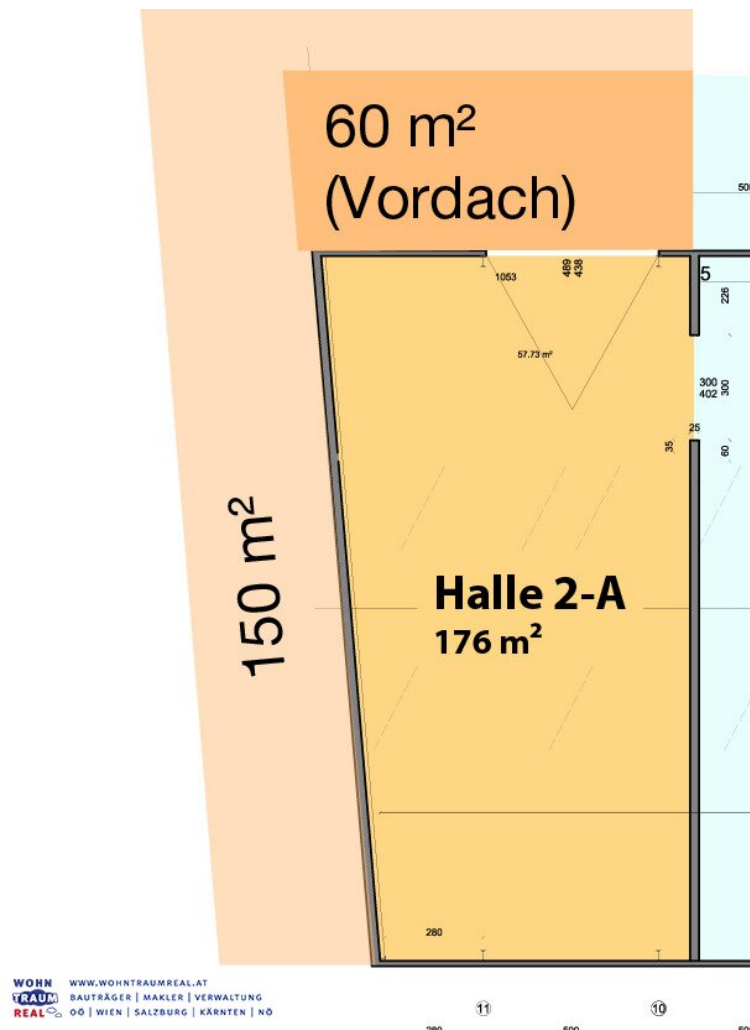 60 m²
(Vordach)
508
1053
489
438
5
226
57.73 m²
300
402
300
25
35
60
150 m²
Halle 2-A
176 m²
280
WOHN
TRAUM
REAL
WWW.WOHNTRAUMREAL.AT
BAUTRÄGER | MAKLER | VERWALTUNG
OÖ | WIEN | SALZBURG | KÄRNTEN | NÖ
11
10